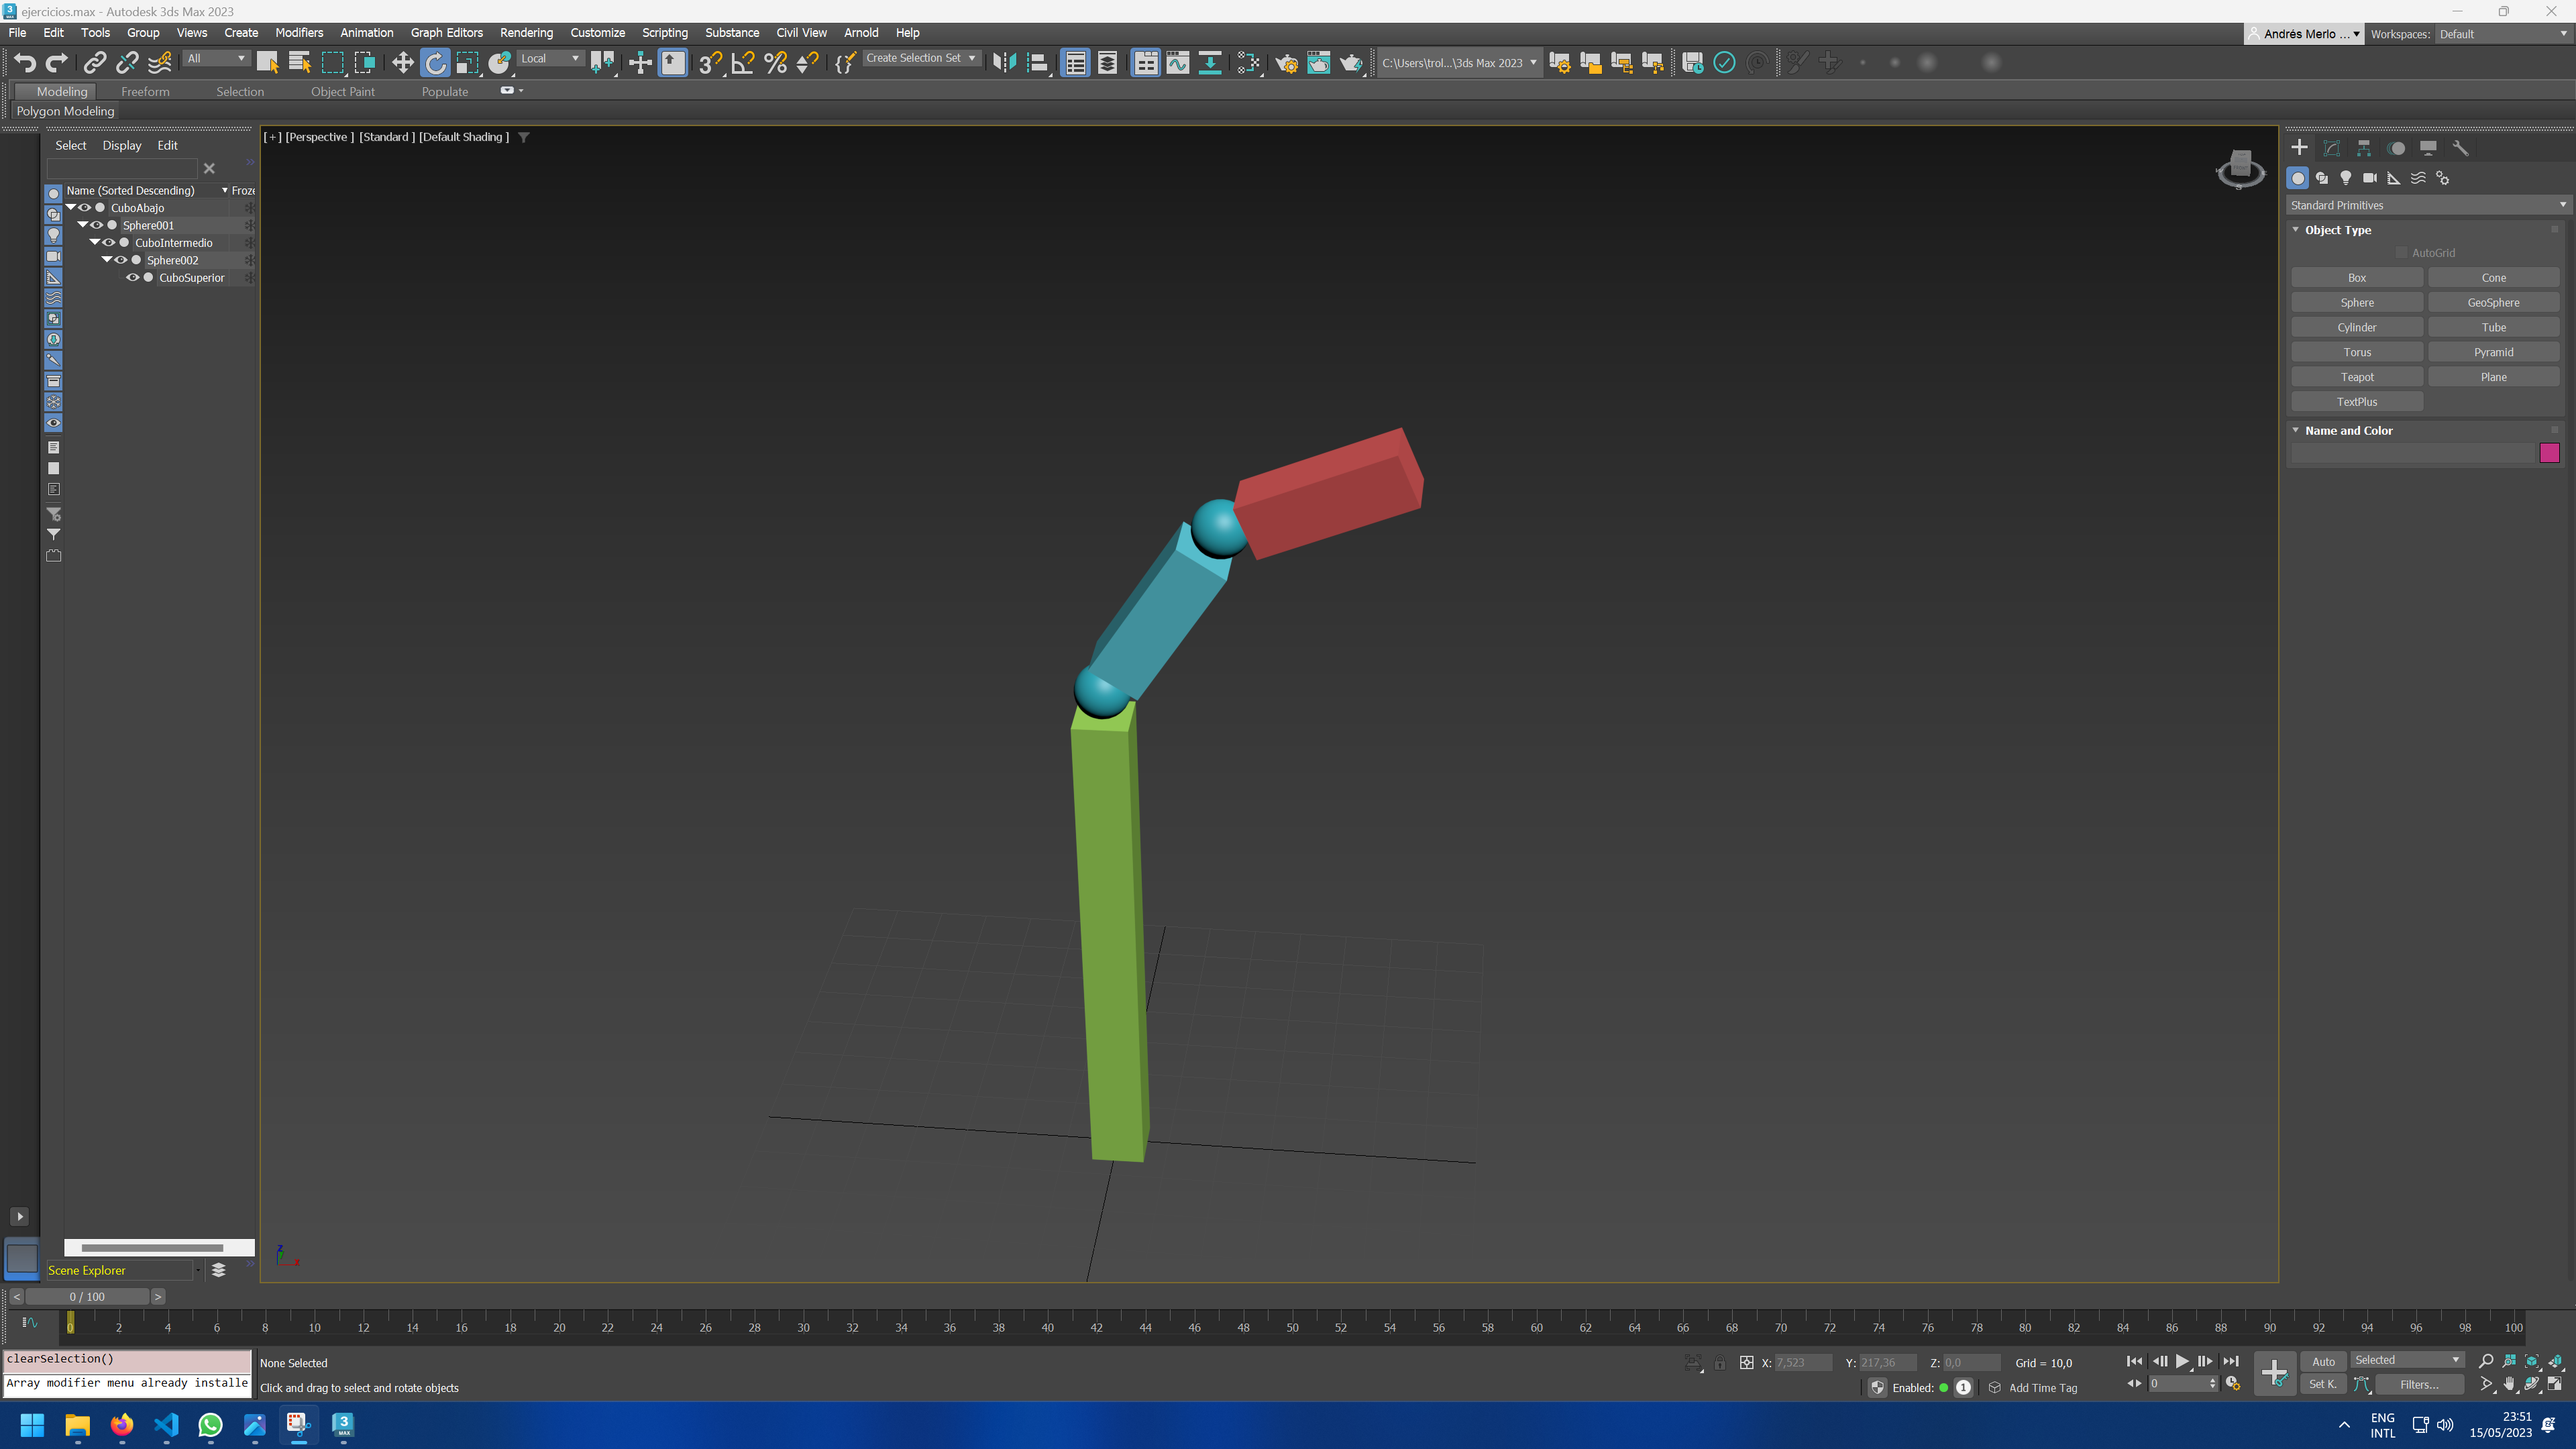 ejercicios.max - Autodesk 3ds Max 2023
File Edit Tools Group Views Create Modifiers Animation Graph Editors Rendering Customize Scripting Substance Civil View Arnold Help
Andrés Merlo ... Workspaces: Default
All Local Create Selection Set C:\Users\trol...\3ds Max 2023
Modeling Freeform Selection Object Paint Populate
Polygon Modeling
Select Display Edit
Name (Sorted Descending) Froze
CuboAbajo
Sphere001
CuboIntermedio
Sphere002
CuboSuperior
Scene Explorer
[+] [Perspective ] [Standard ] [Default Shading ]
Standard Primitives
Object Type
AutoGrid
Box Cone
Sphere GeoSphere
Cylinder Tube
Torus Pyramid
Teapot Plane
TextPlus
Name and Color
z x
< 0 / 100 >
0 2 4 6 8 10 12 14 16 18 20 22 24 26 28 30 32 34 36 38 40 42 44 46 48 50 52 54 56 58 60 62 64 66 68 70 72 74 76 78 80 82 84 86 88 90 92 94 96 98 100
clearSelection()
Array modifier menu already installe
None Selected
Click and drag to select and rotate objects
X: 7,523 Y: 217,36 Z: 0,0 Grid = 10,0
Enabled: 1 Add Time Tag
0
Auto Selected
Set K. Filters...
ENG
INTL
23:51
15/05/2023